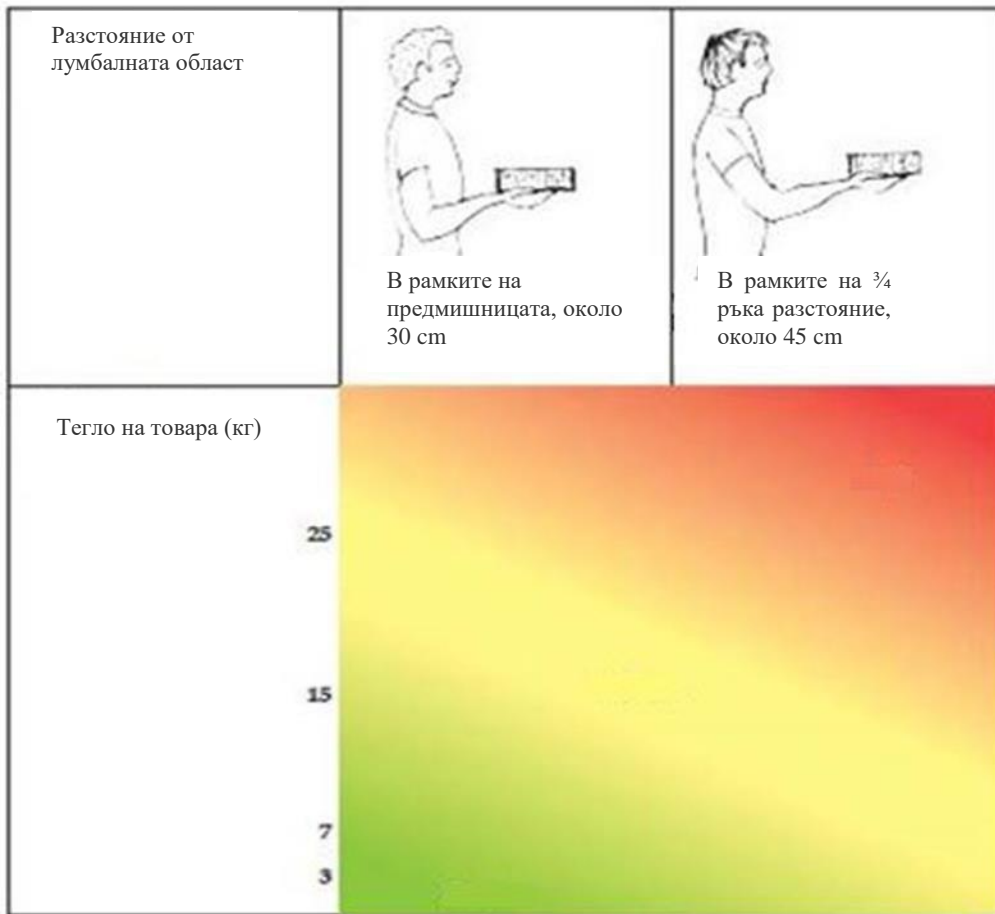 Разстояние от
лумбалната област
В рамките на
предмишницата, около
30 cm
В рамките на ¾
ръка разстояние,
около 45 cm
Тегло на товара (кг)
25
15
7
3